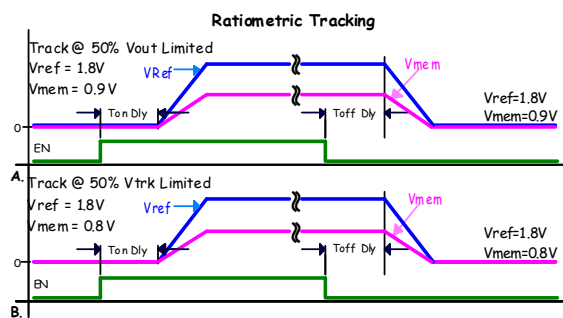 Ratiometric Tracking
Track @ 50% Vout Limited
Vref = 1.8V
Vmem = 0.9V
VRef
Vmem
Ton Dly
Toff Dly
Vref=1.8V
Vmem=0.9V
0
EN
A.
Track @ 50% Vtrk Limited
Vref = 1.8V
Vmem = 0.8V
Vref
Vmem
Ton Dly
Toff Dly
Vref=1.8V
Vmem=0.8V
0
EN
B.